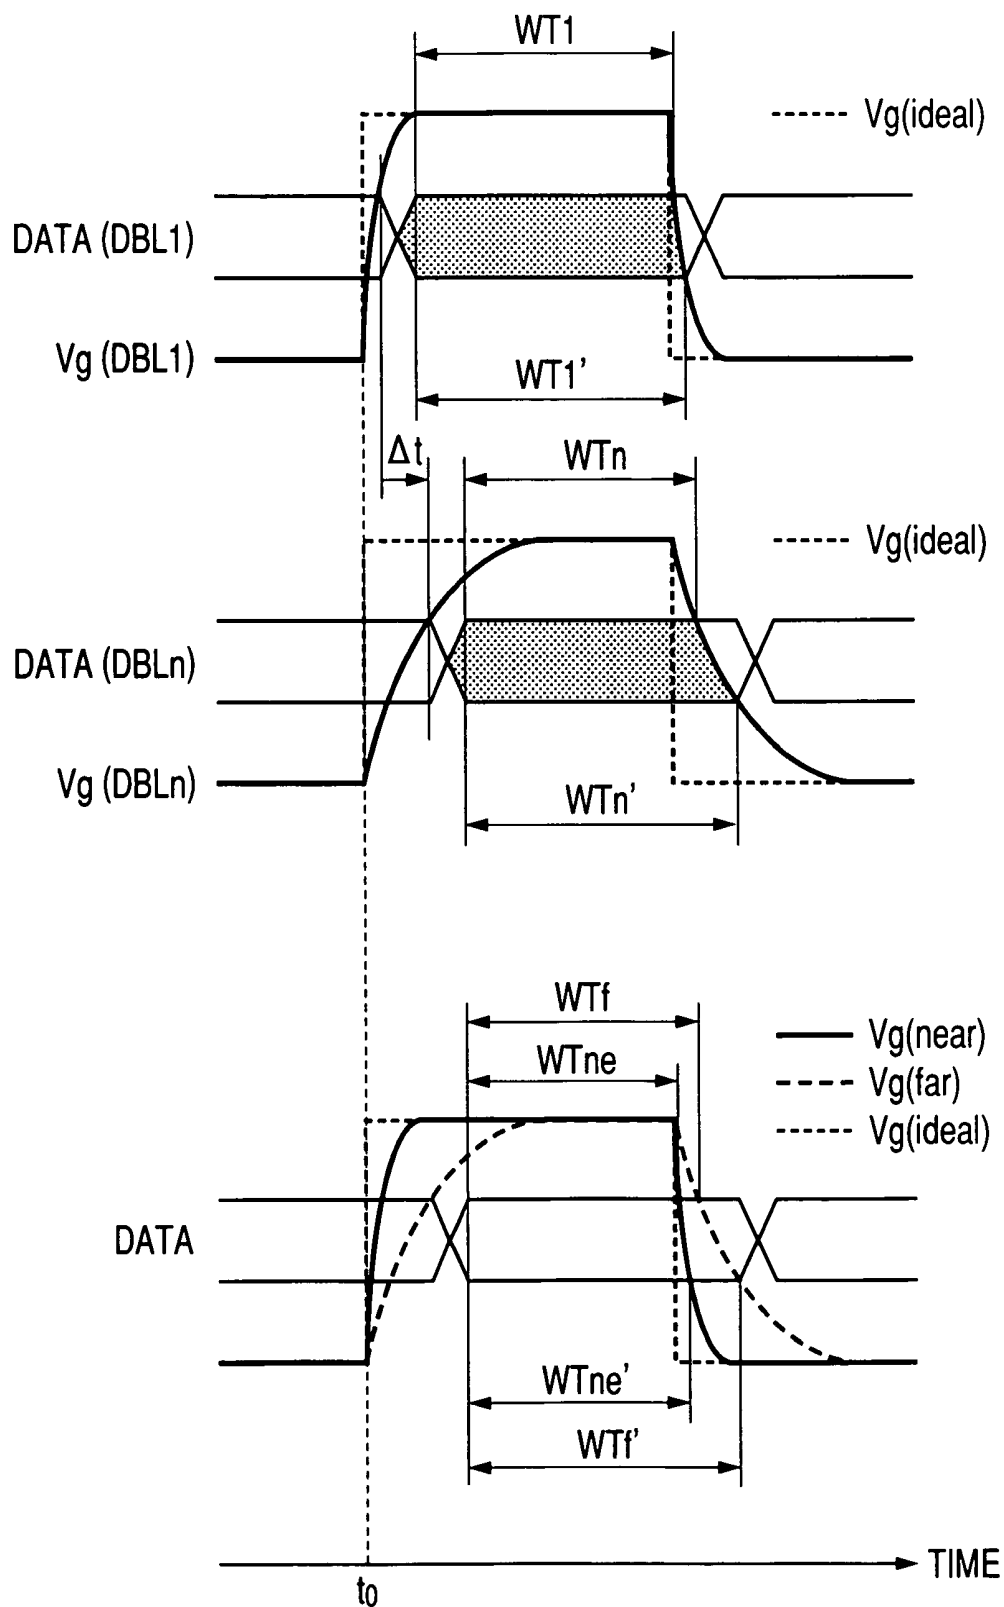 WT1
Vg(ideal)
DATA (DBL1)
Vg (DBL1)
WT1’
Δt
WTn
Vg(ideal)
DATA (DBLn)
Vg (DBLn)
WTn’
WTf
Vg(near)
WTne
Vg(far)
Vg(ideal)
DATA
WTne’
WTf’
TIME
t0